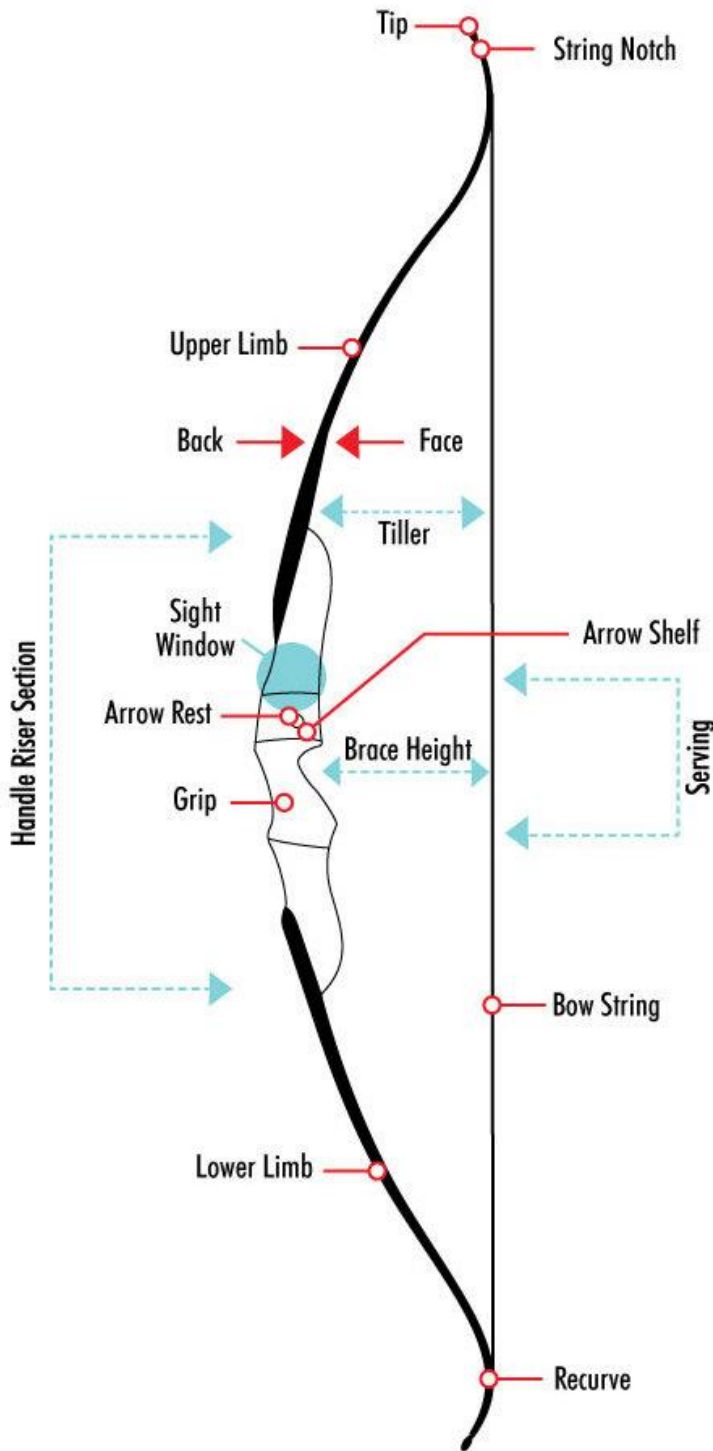 Tip
String Notch
Upper Limb
Back
Face
Tiller
Sight
Window
Arrow Shelf
Handle Riser Section
Arrow Rest
Brace Height
Serving
Grip
Bow String
Lower Limb
Recurve